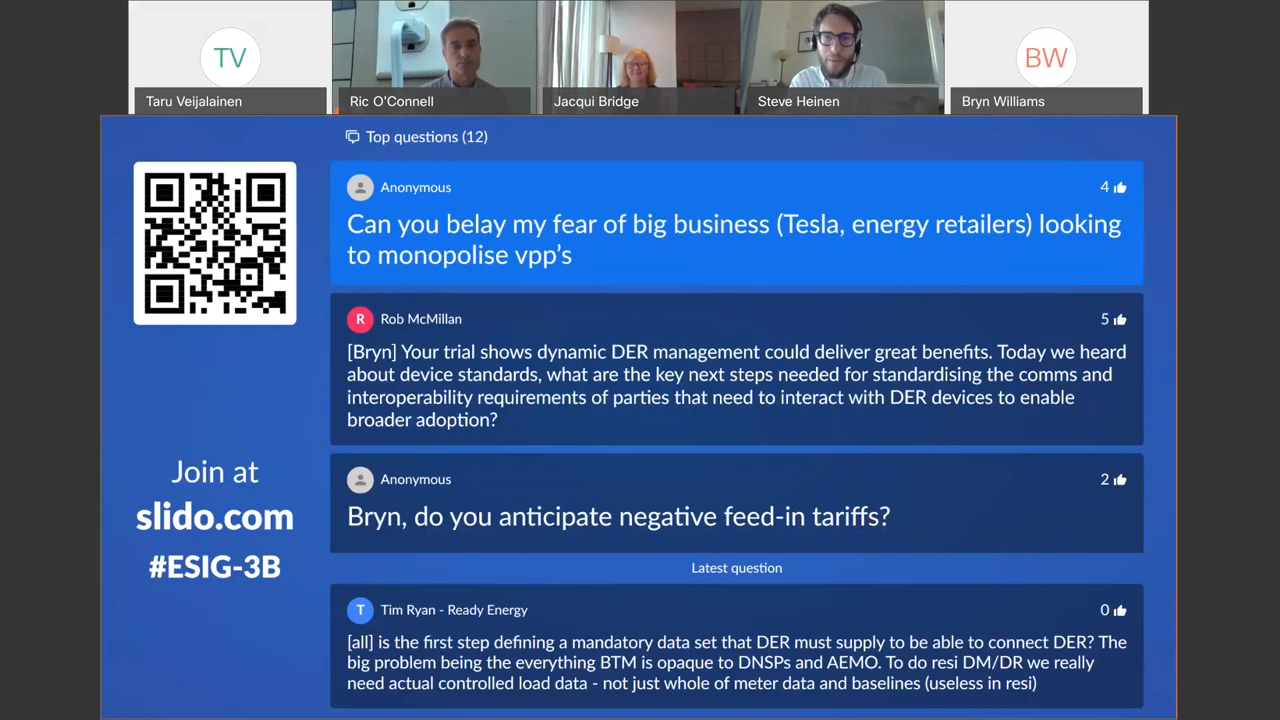 TV
BW
Taru Veijalainen
Ric O'Connell
Jacqui Bridge
Steve Heinen
Bryn Williams
Top questions (12)
Anonymous
4
Can you belay my fear of big business (Tesla, energy retailers) looking
to monopolise vpp's
R
Rob McMillan
5
[Bryn] Your trial shows dynamic DER management could deliver great benefits. Today we heard
about device standards, what are the key next steps needed for standardising the comms and
interoperability requirements of parties that need to interact with DER devices to enable
broader adoption?
Join at
slido.com
#ESIG-3B
Anonymous
2
Bryn, do you anticipate negative feed-in tariffs?
Latest question
T
Tim Ryan - Ready Energy
0
[all] is the first step defining a mandatory data set that DER must supply to be able to connect DER? The
big problem being the everything BTM is opaque to DNSPs and AEMO. To do resi DM/DR we really
need actual controlled load data - not just whole of meter data and baselines (useless in resi)